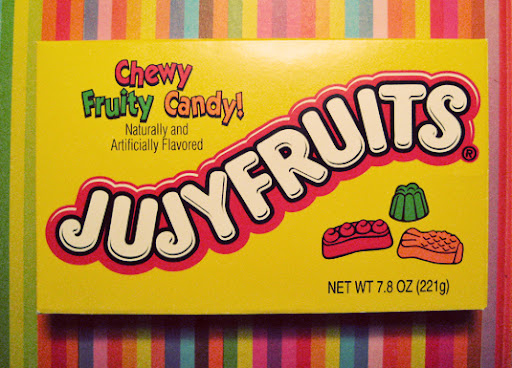 Chewy
Fruity Candy!
Naturally and
Artificially Flavored
JUJYFRUITS®
NET WT 7.8 OZ (221g)